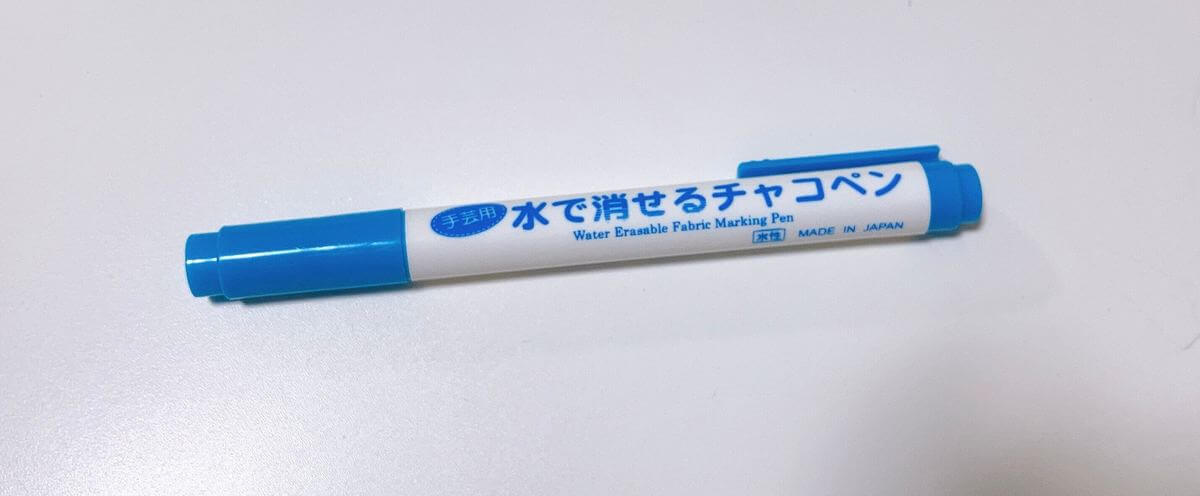 手芸用 水で消せるチャコペン
Water Erasable Fabric Marking Pen
水性 MADE IN JAPAN